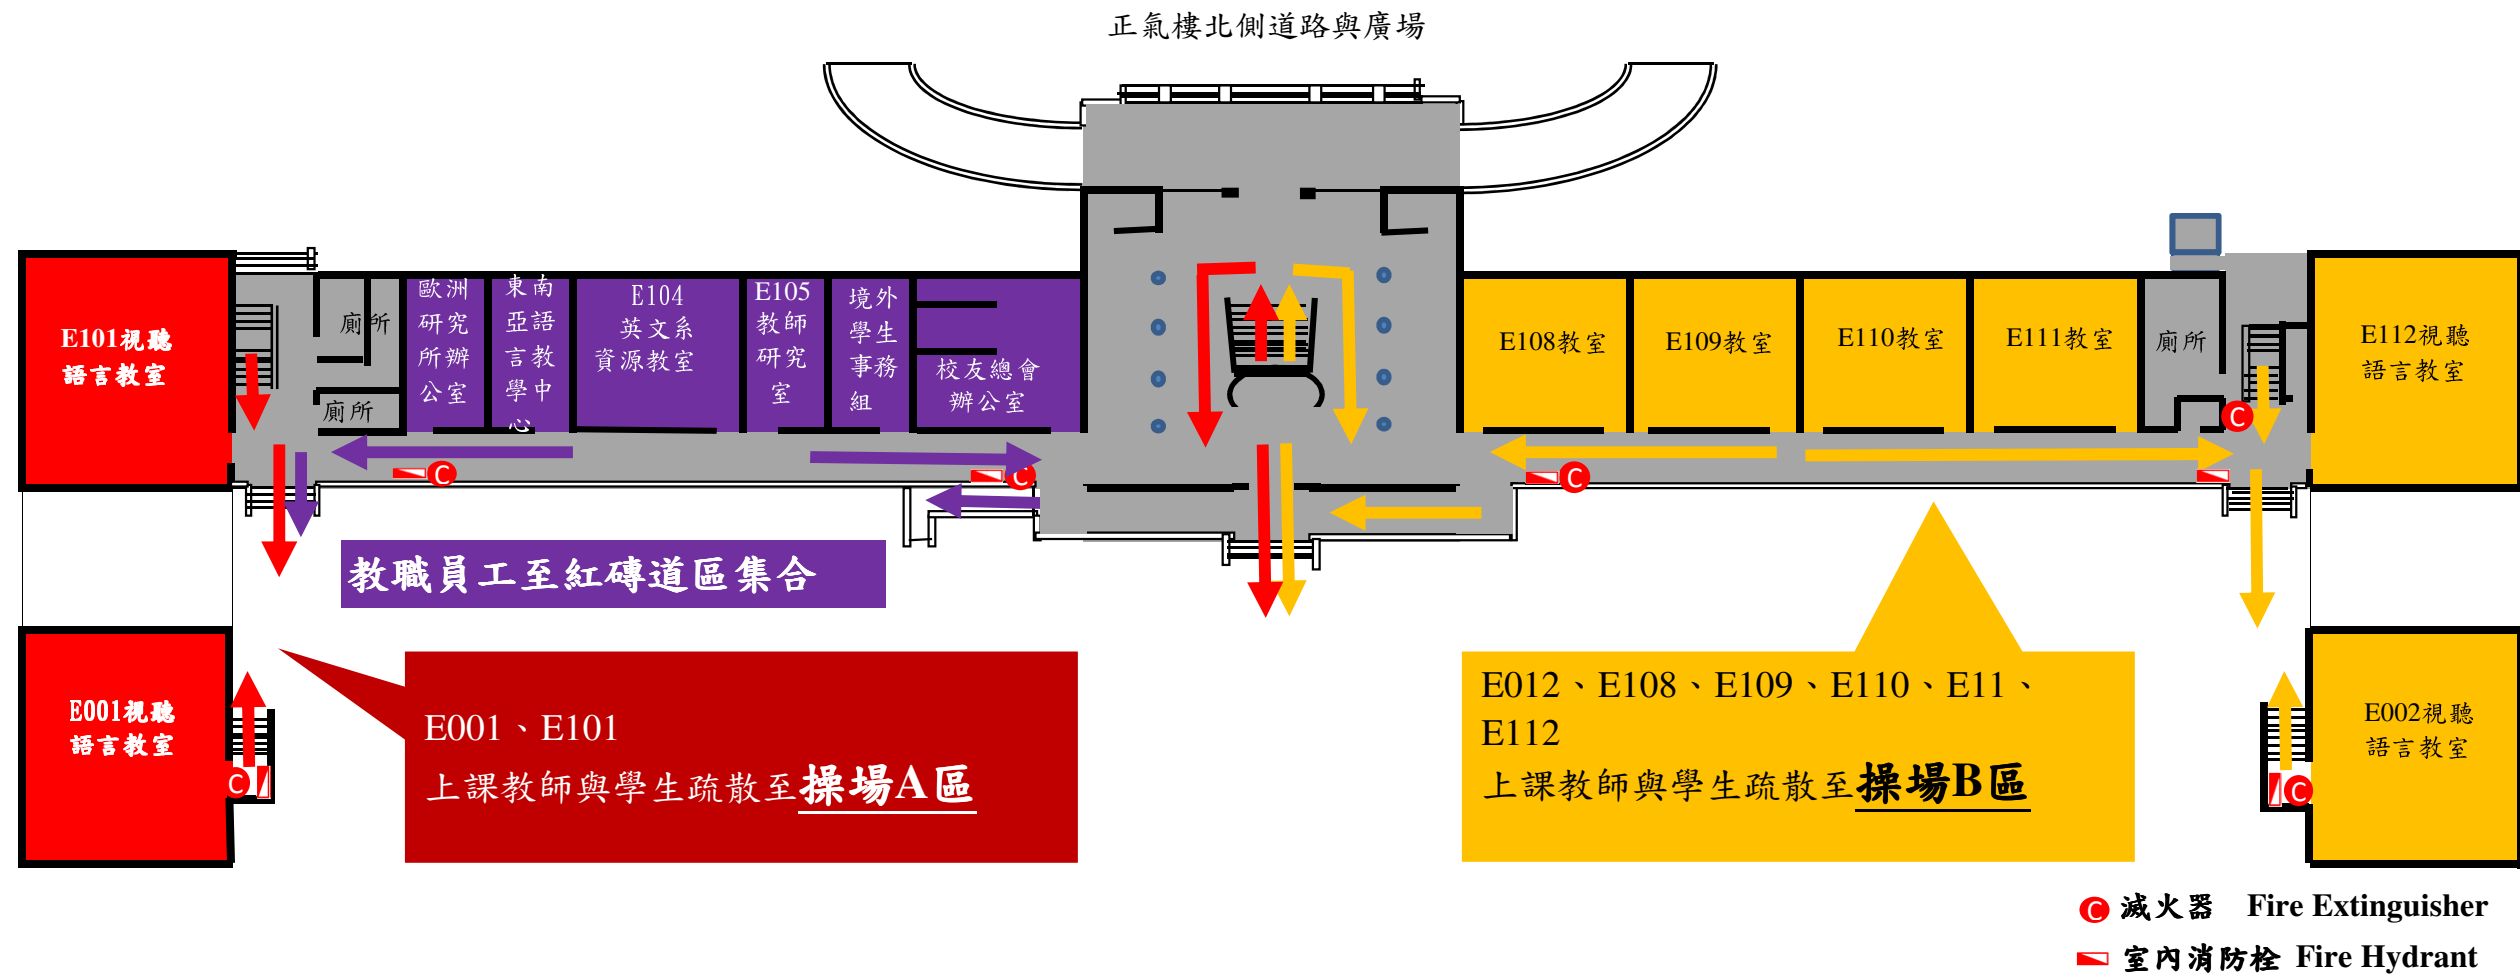 正氣樓北側道路與廣場
E101視聽
語言教室
廁所
廁所
歐洲
研究
所辦
公室
東南
亞語
言教
學中
心
E104
英文系
資源教室
E105
教師
研究
室
境外
學生
事務
組
校友總會
辦公室
E108教室
E109教室
E110教室
E111教室
廁所
E112視聽
語言教室
C
C
C
C
教職員工至紅磚道區集合
E001視聽
語言教室
C
E001、E101
上課教師與學生疏散至操場A區
E012、E108、E109、E110、E11、
E112
上課教師與學生疏散至操場B區
E002視聽
語言教室
C
C 滅火器 Fire Extinguisher
室內消防栓 Fire Hydrant